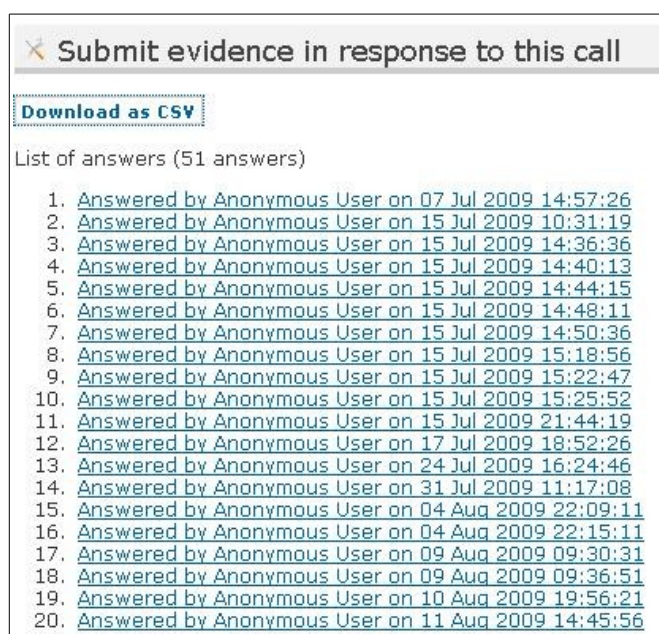 Submit evidence in response to this call
Download as CSV
List of answers (51 answers)
1. Answered by Anonymous User on 07 Jul 2009 14:57:26
2. Answered by Anonymous User on 15 Jul 2009 10:31:19
3. Answered by Anonymous User on 15 Jul 2009 14:36:36
4. Answered by Anonymous User on 15 Jul 2009 14:40:13
5. Answered by Anonymous User on 15 Jul 2009 14:44:15
6. Answered by Anonymous User on 15 Jul 2009 14:48:11
7. Answered by Anonymous User on 15 Jul 2009 14:50:36
8. Answered by Anonymous User on 15 Jul 2009 15:18:56
9. Answered by Anonymous User on 15 Jul 2009 15:22:47
10. Answered by Anonymous User on 15 Jul 2009 15:25:52
11. Answered by Anonymous User on 15 Jul 2009 21:44:19
12. Answered by Anonymous User on 17 Jul 2009 18:52:26
13. Answered by Anonymous User on 24 Jul 2009 16:24:46
14. Answered by Anonymous User on 31 Jul 2009 11:17:08
15. Answered by Anonymous User on 04 Aug 2009 22:09:11
16. Answered by Anonymous User on 04 Aug 2009 22:15:11
17. Answered by Anonymous User on 09 Aug 2009 09:30:31
18. Answered by Anonymous User on 09 Aug 2009 09:36:51
19. Answered by Anonymous User on 10 Aug 2009 19:56:21
20. Answered by Anonymous User on 11 Aug 2009 14:45:56